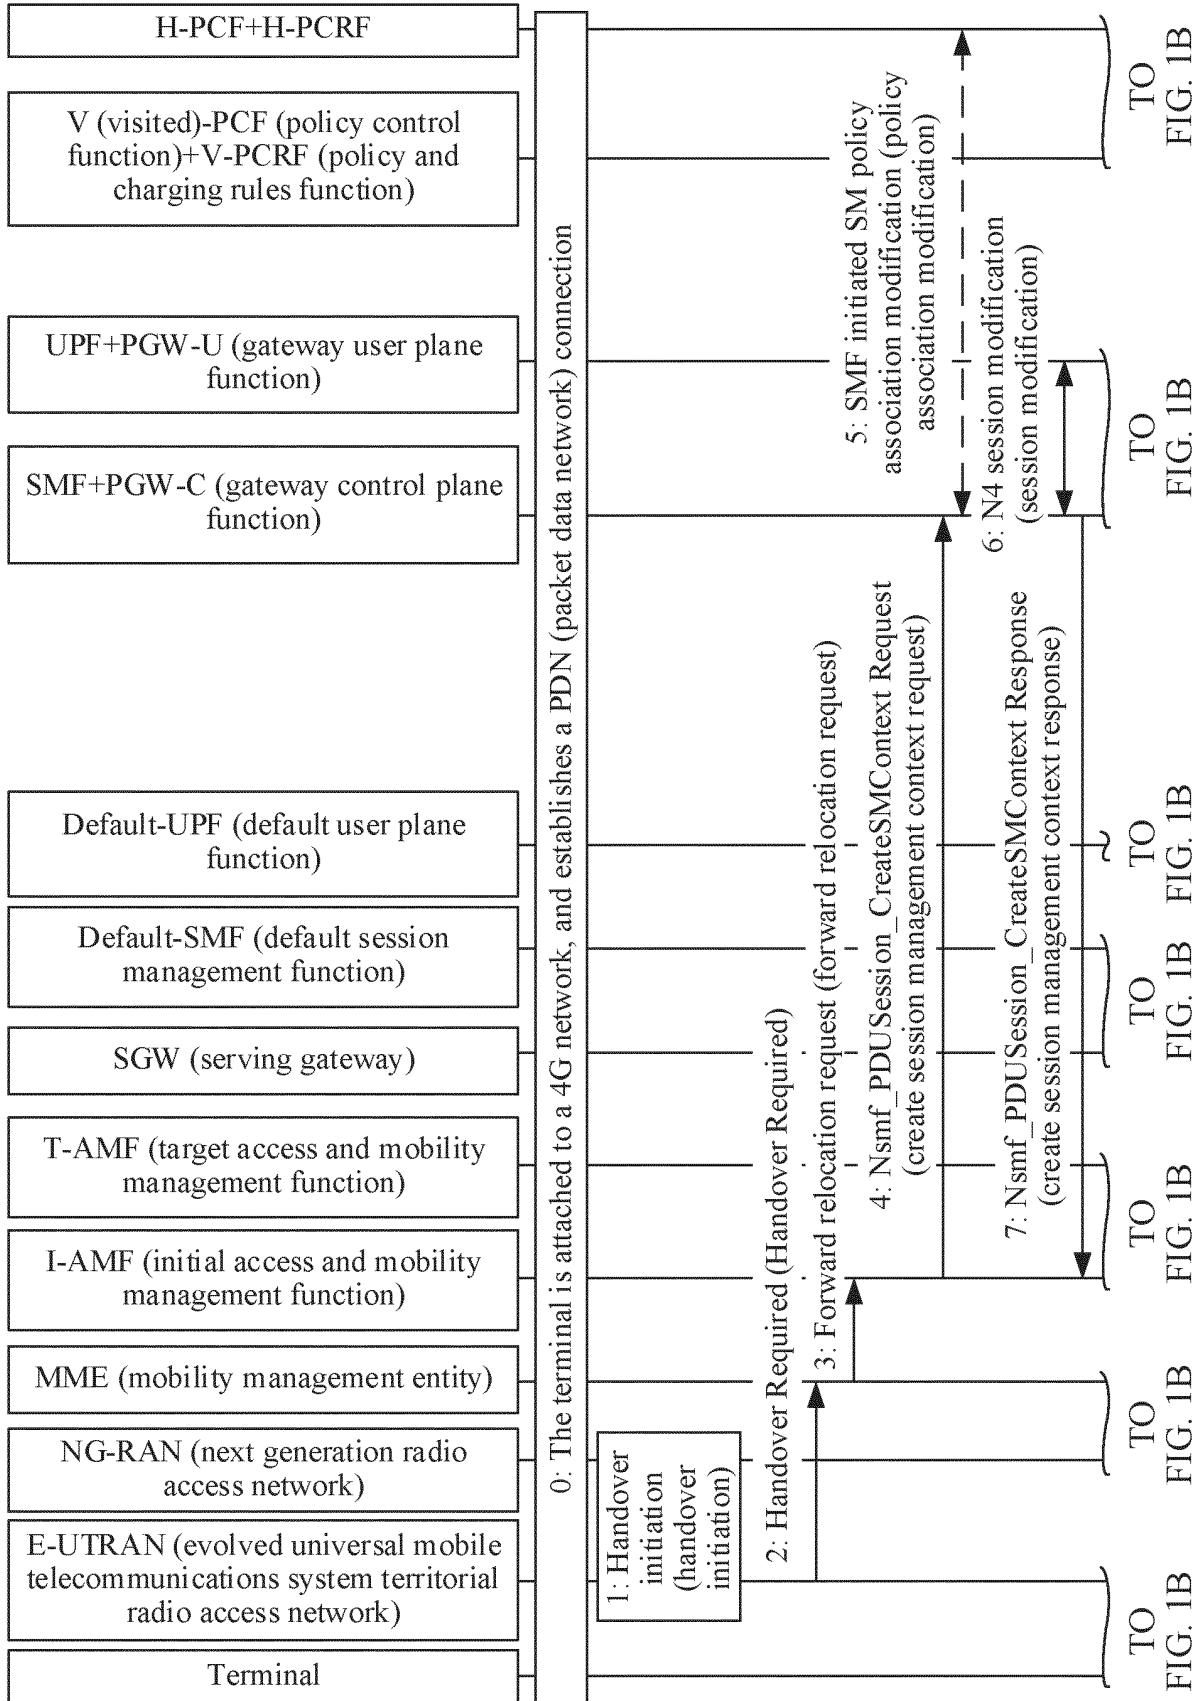 H-PCF+H-PCRF
V (visited)-PCF (policy control
function)+V-PCRF (policy and
charging rules function)
UPF+PGW-U (gateway user plane
function)
SMF+PGW-C (gateway control plane
function)
Default-UPF (default user plane
function)
Default-SMF (default session
management function)
SGW (serving gateway)
T-AMF (target access and mobility
management function)
I-AMF (initial access and mobility
management function)
MME (mobility management entity)
NG-RAN (next generation radio
access network)
E-UTRAN (evolved universal mobile
telecommunications system territorial
radio access network)
Terminal
0: The terminal is attached to a 4G network, and establishes a PDN (packet data network) connection
1: Handover
initiation
(handover
initiation)
2: Handover Required (Handover Required)
3: Forward relocation request (forward relocation request)
4: Nsmf_PDUSession_CreateSMContext Request
(create session management context request)
5: SMF initiated SM policy
association modification (policy
association modification)
6: N4 session modification
(session modification)
7: Nsmf_PDUSession_CreateSMContext Response
(create session management context response)
TO
FIG. 1B
TO
FIG. 1B
TO
FIG. 1B
TO
FIG. 1B
TO
FIG. 1B
TO
FIG. 1B
TO
FIG. 1B